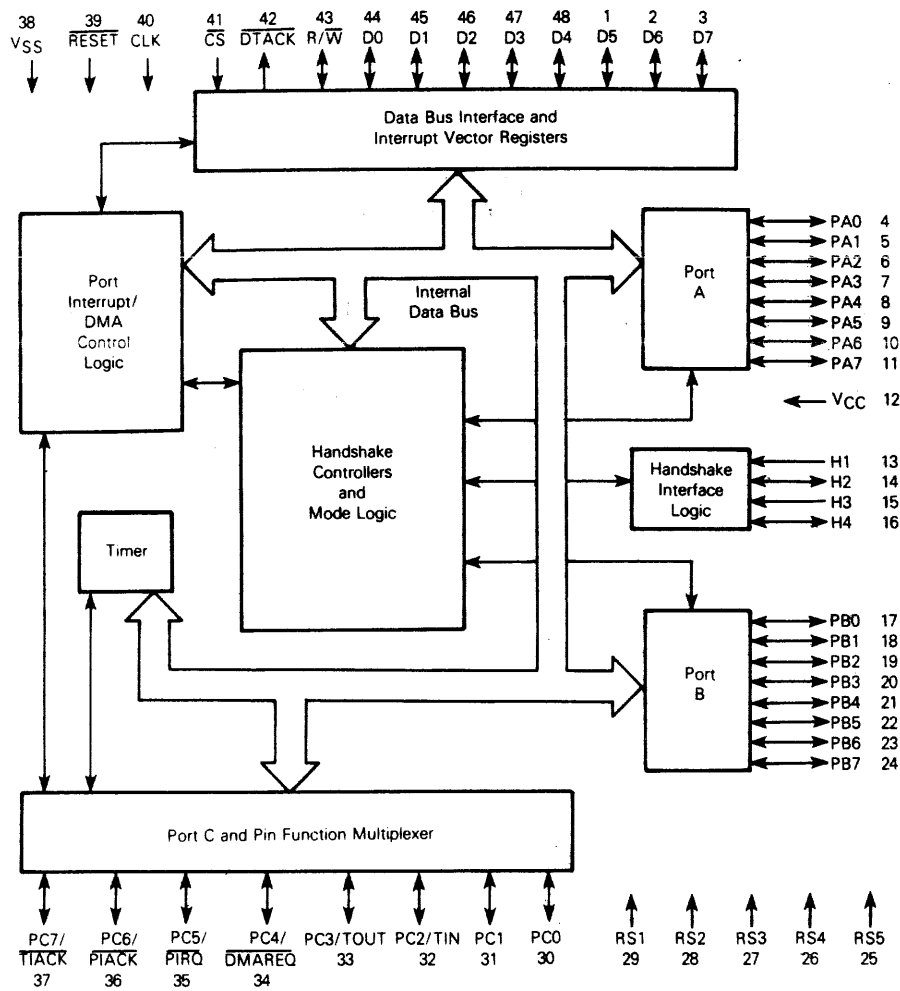 38 39 40 41 42 43 44 45 46 47 48 1 2 3
VSS RESET CLK CS DTACK R/W D0 D1 D2 D3 D4 D5 D6 D7
Data Bus Interface and
Interrupt Vector Registers
Port
Interrupt/
DMA
Control
Logic
Internal
Data Bus
Port
A
PA0 4
PA1 5
PA2 6
PA3 7
PA4 8
PA5 9
PA6 10
PA7 11
VCC 12
Handshake
Controllers
and
Mode Logic
Handshake
Interface
Logic
H1 13
H2 14
H3 15
H4 16
Timer
Port
B
PB0 17
PB1 18
PB2 19
PB3 20
PB4 21
PB5 22
PB6 23
PB7 24
Port C and Pin Function Multiplexer
PC7/ PC6/ PC5/ PC4/ PC3/TOUT PC2/TIN PC1 PC0 RS1 RS2 RS3 RS4 RS5
TIACK PIACK PIRQ DMAREQ 33 32 31 30 29 28 27 26 25
37 36 35 34